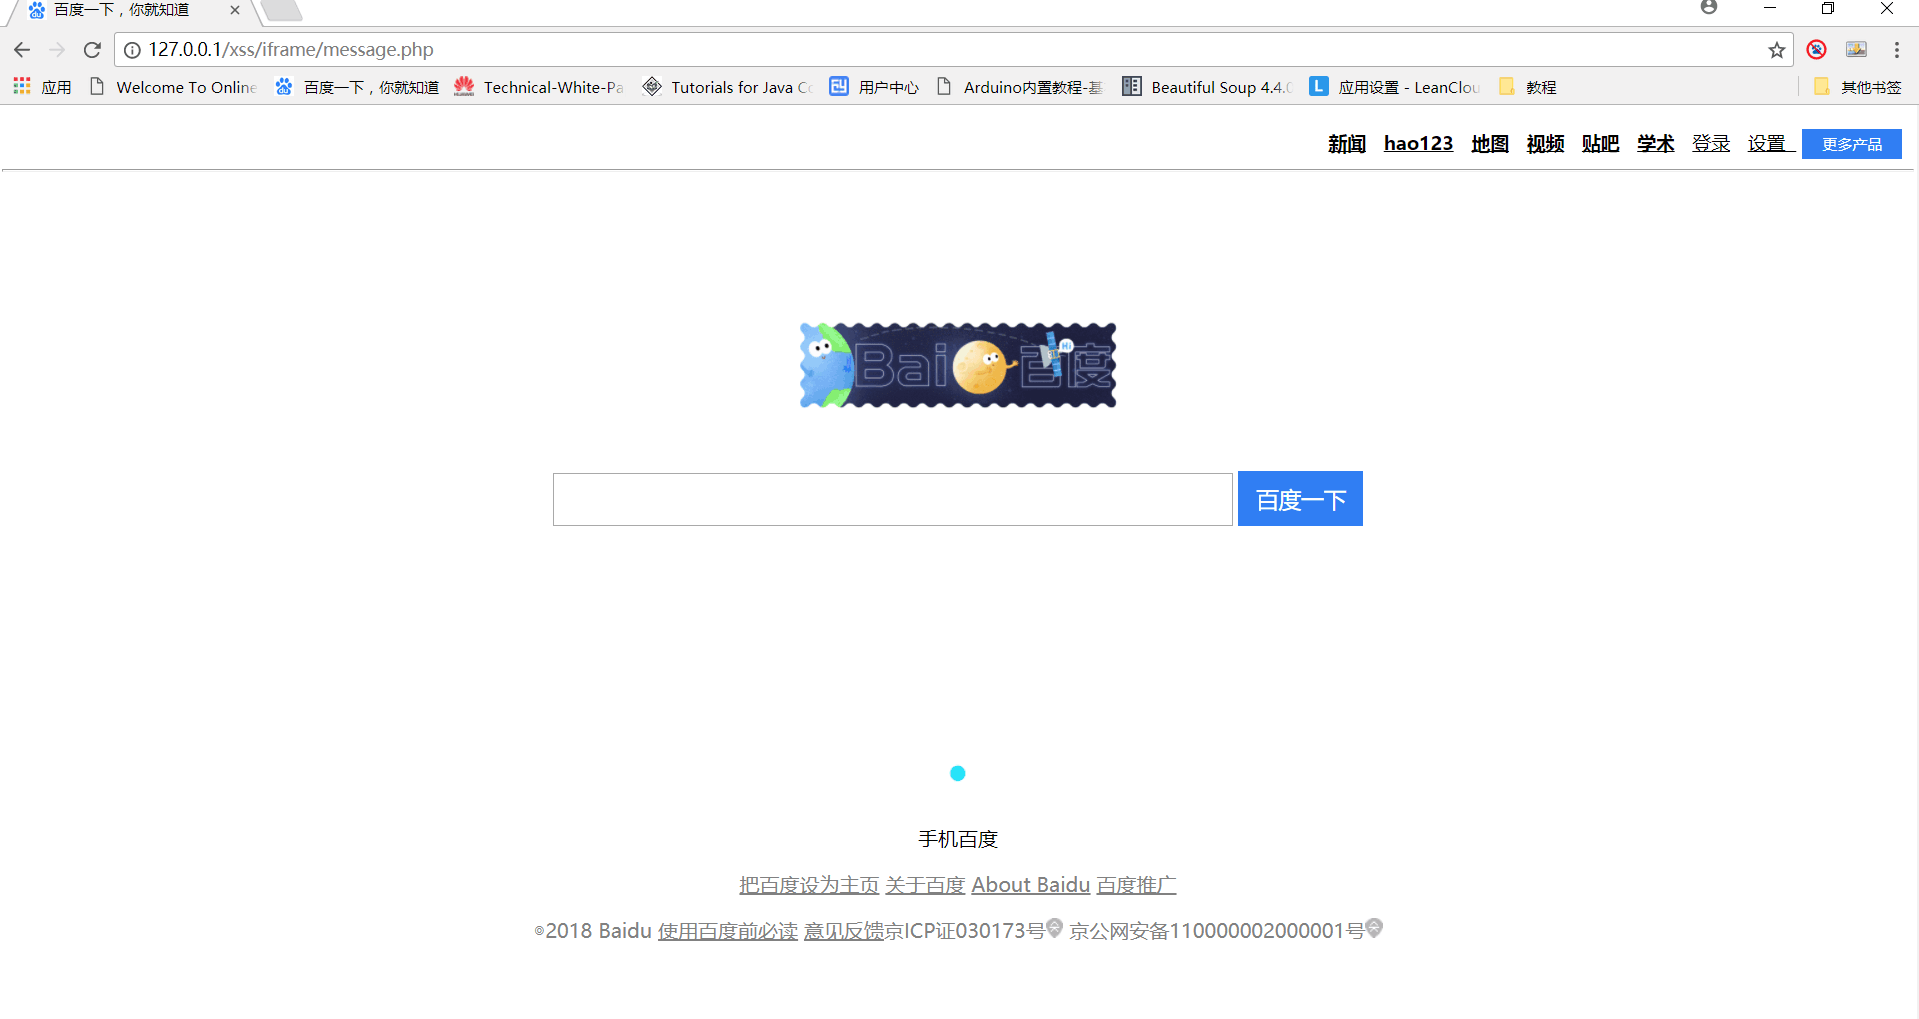 百度一下，你就知道
127.0.0.1/xss/iframe/message.php
应用 Welcome To Online 百度一下，你就知道 Technical-White-Pa Tutorials for Java Co 用户中心 Arduino内置教程-基 Beautiful Soup 4.4.0 L 应用设置 - LeanClou 教程 其他书签
新闻 hao123 地图 视频 贴吧 学术 登录 设置 更多产品
Bai 百度
Hi
百度一下
手机百度
把百度设为主页 关于百度 About Baidu 百度推广
©2018 Baidu 使用百度前必读 意见反馈京ICP证030173号 京公网安备110000002000001号